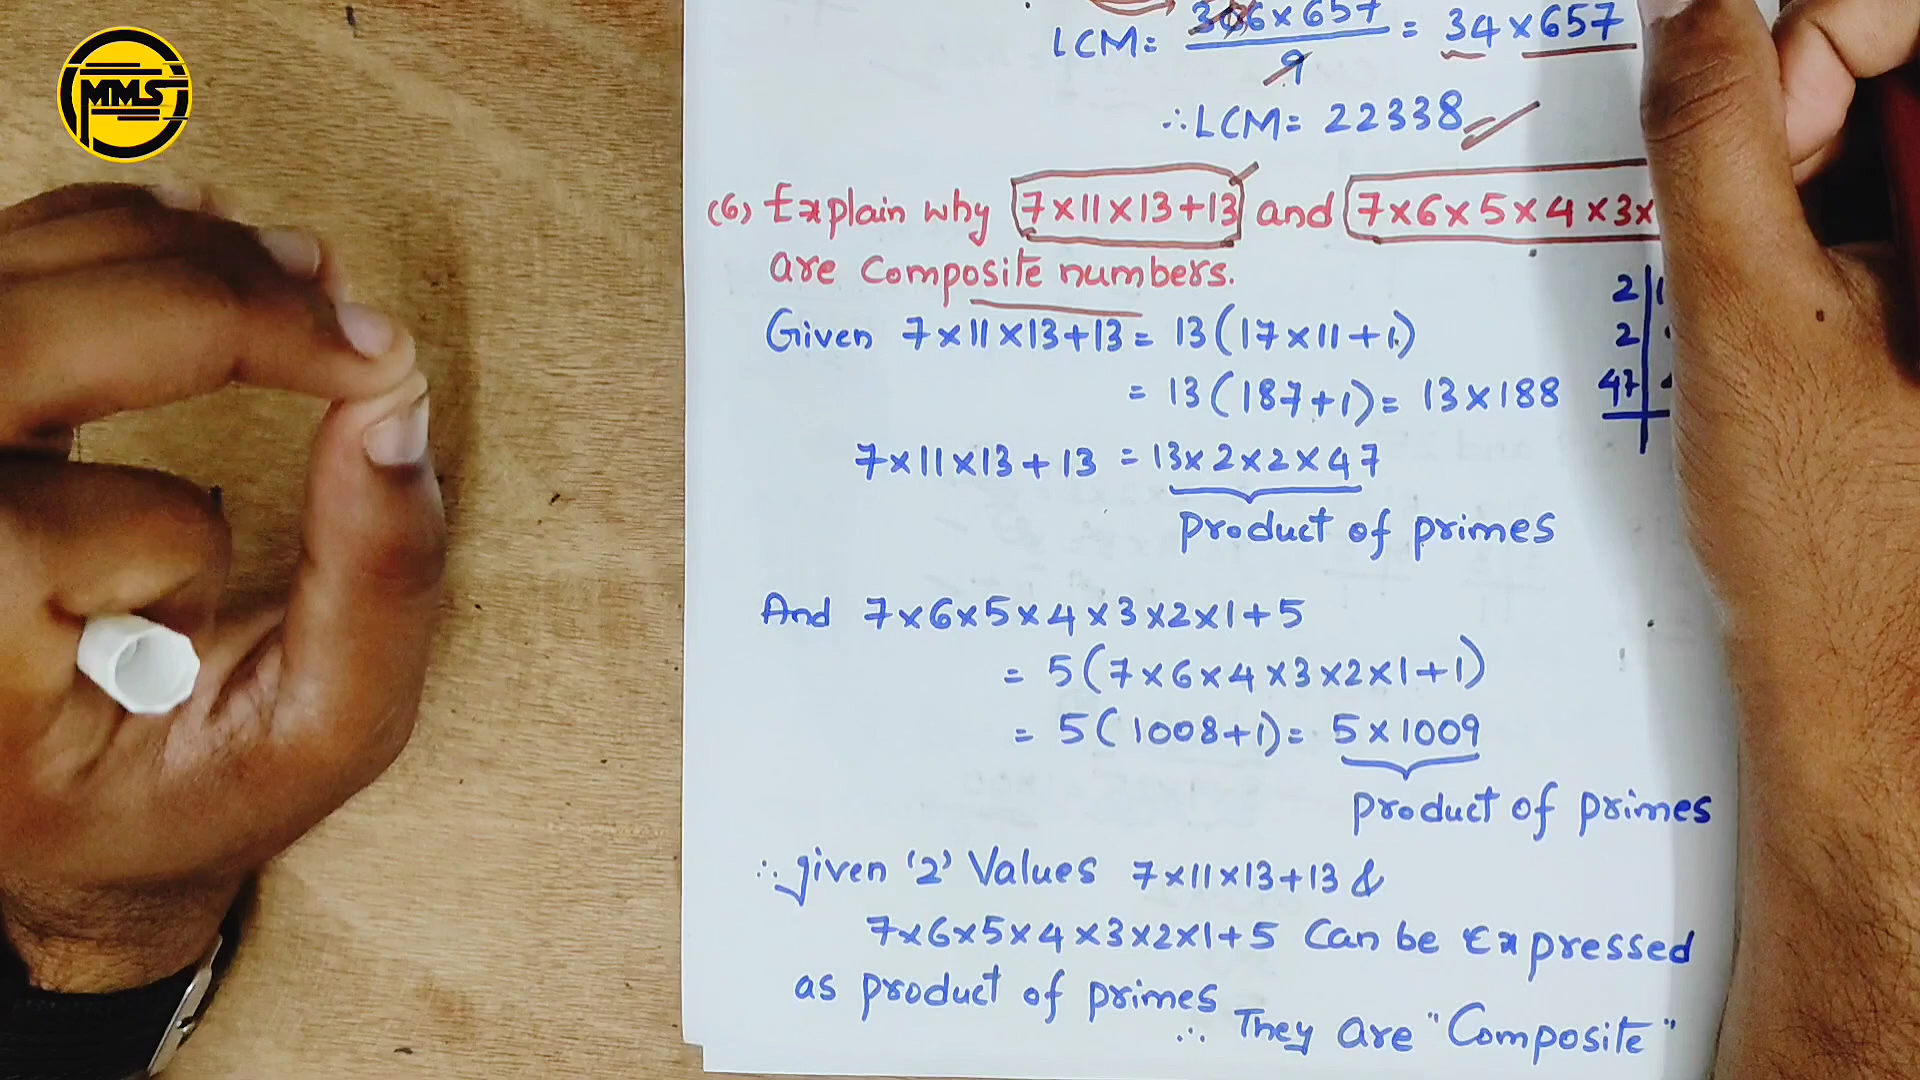 MMS
LCM = 306×657 / 9 = 34×657
∴ LCM = 22338
(6) Explain why 7×11×13+13 and 7×6×5×4×3×
are Composite numbers.
Given 7×11×13+13 = 13(17×11+1)
= 13(187+1) = 13×188
7×11×13+13 = 13×2×2×47
product of primes
2
2
47
And 7×6×5×4×3×2×1+5
= 5(7×6×4×3×2×1+1)
= 5(1008+1) = 5×1009
product of primes
∴ given '2' Values 7×11×13+13 &
7×6×5×4×3×2×1+5 Can be Expressed
as product of primes
∴ They Are "Composite"